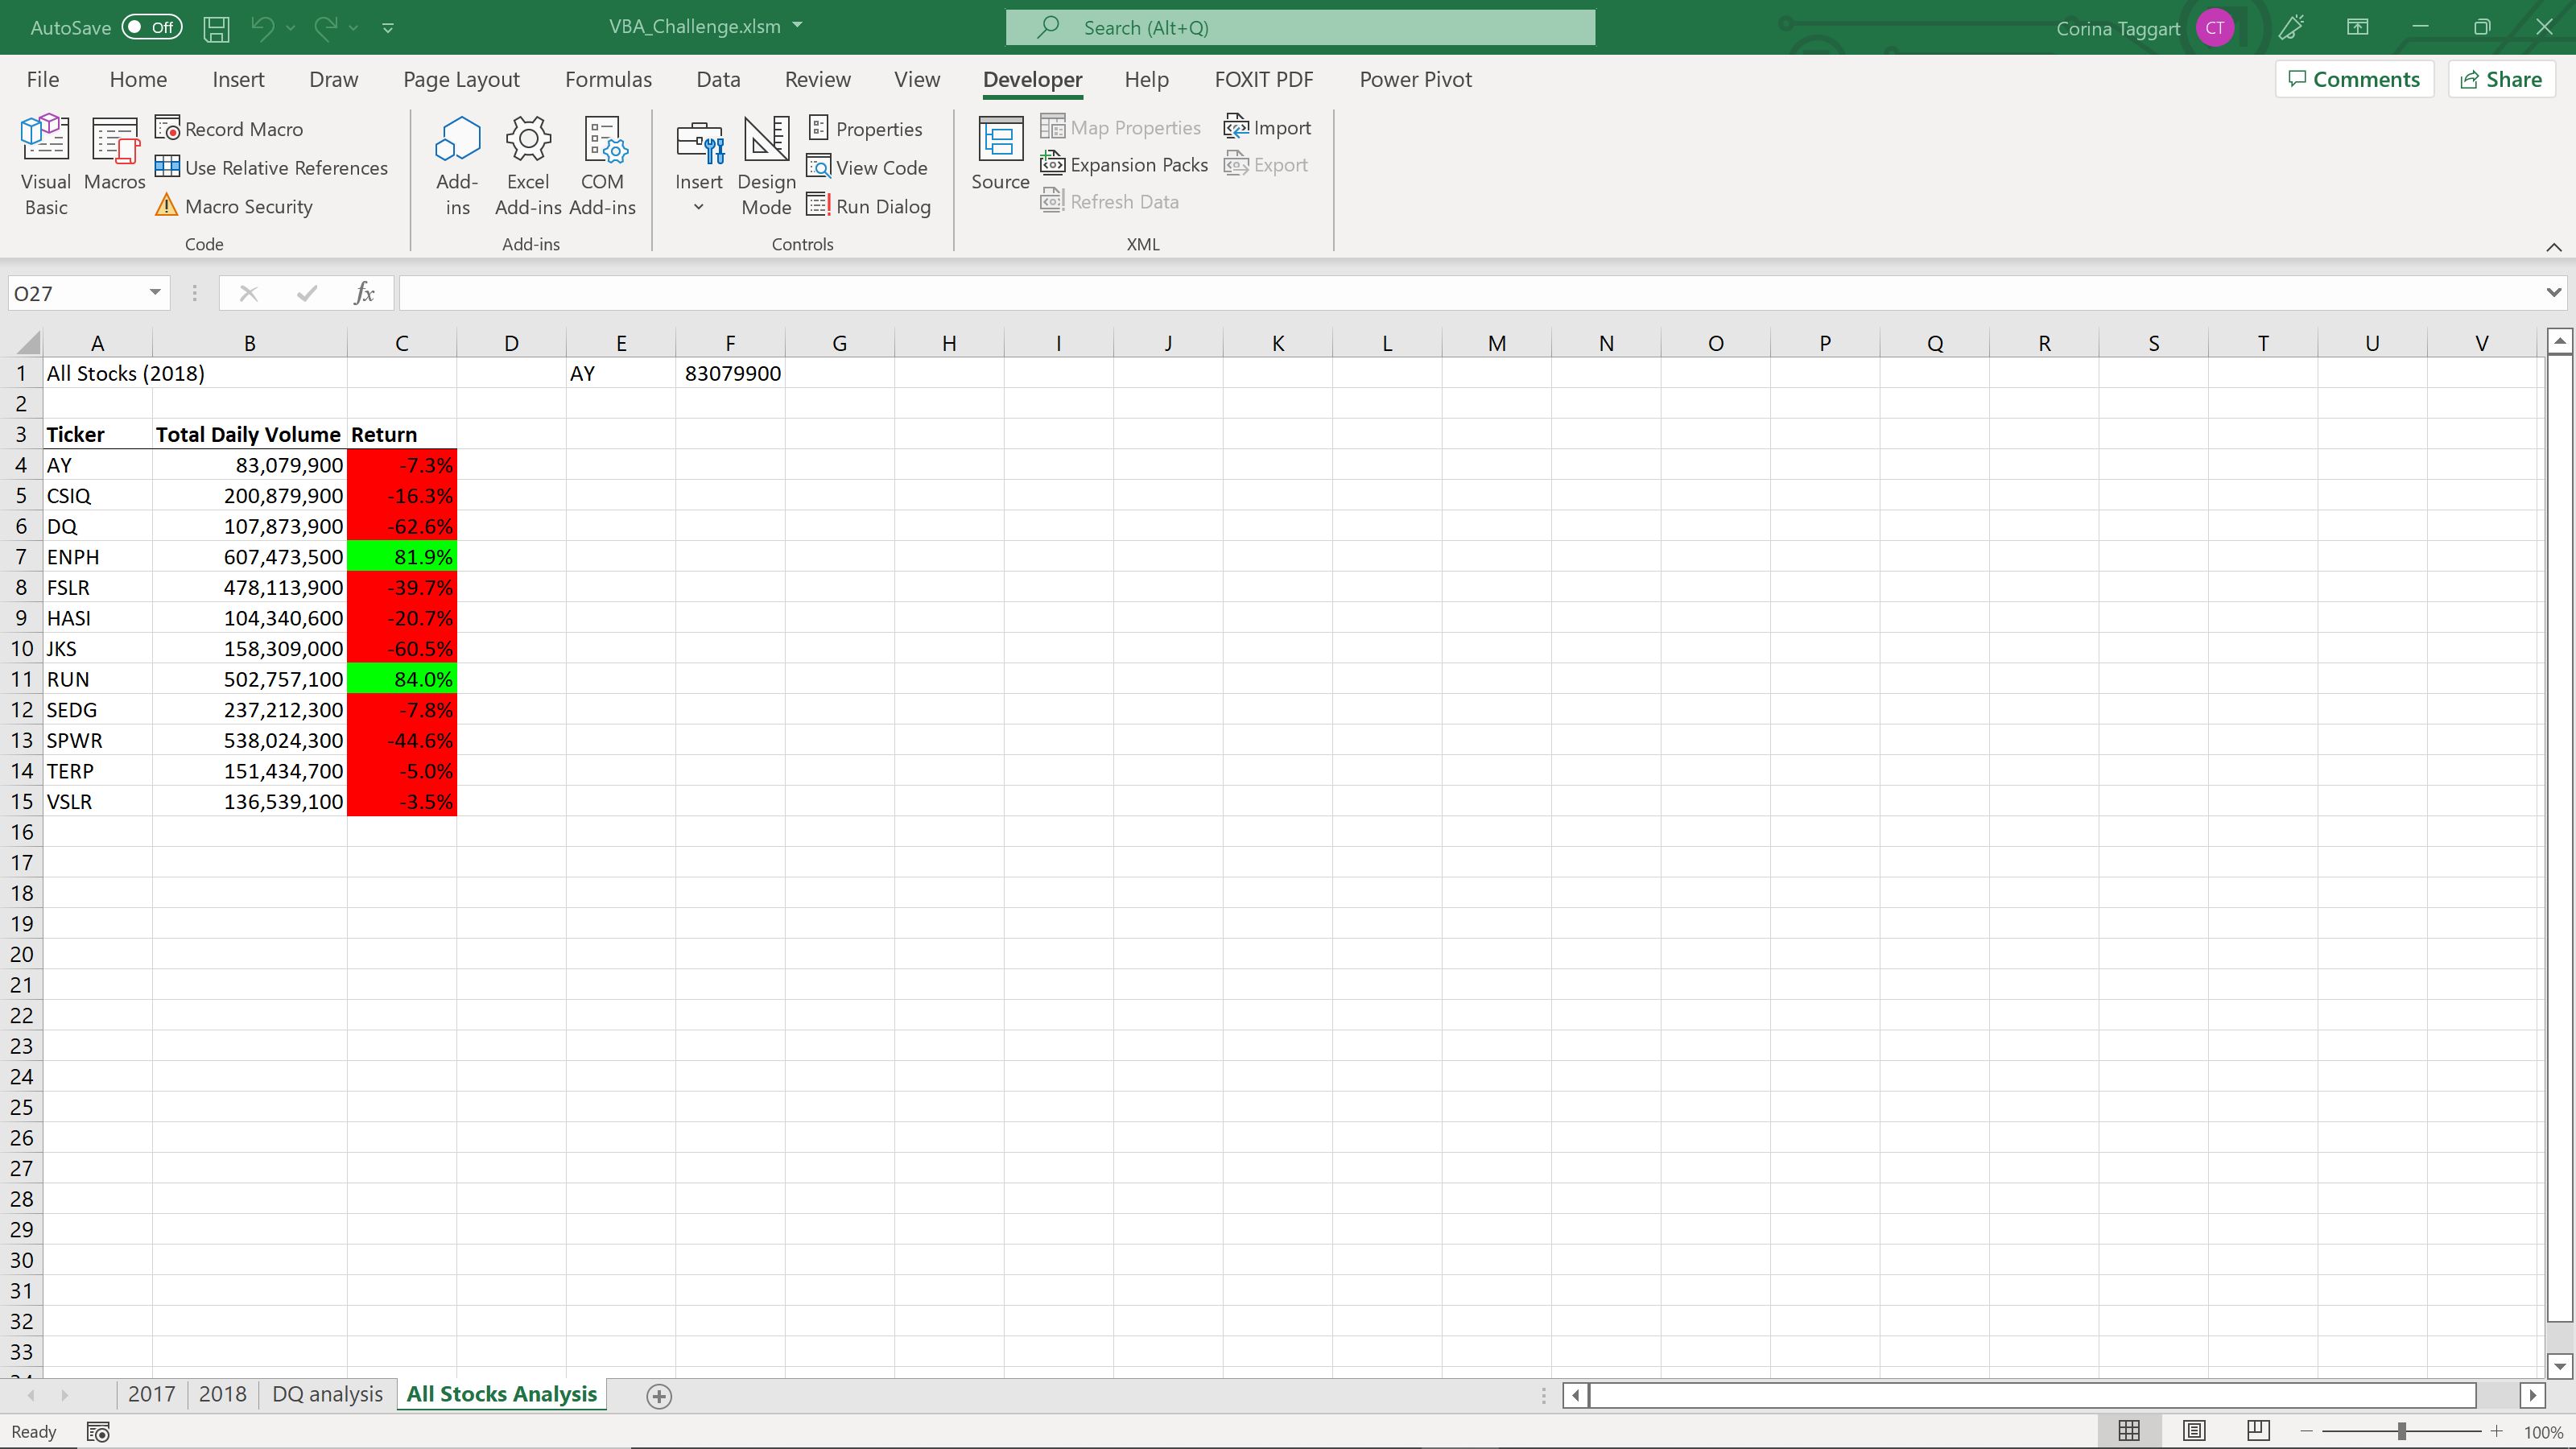 AutoSave Off VBA_Challenge.xlsm Search (Alt+Q) Corina Taggart CT
File Home Insert Draw Page Layout Formulas Data Review View Developer Help FOXIT PDF Power Pivot Comments Share
Visual Basic
Macros
Record Macro
Use Relative References
Macro Security
Code
Add-ins
Excel Add-ins
COM Add-ins
Add-ins
Insert
Design Mode
Properties
View Code
Run Dialog
Controls
Source
Map Properties
Expansion Packs
Refresh Data
Import
Export
XML
O27 fx
A B C D E F G H I J K L M N O P Q R S T U V
1 All Stocks (2018) AY 83079900
2
3 Ticker Total Daily Volume Return
4 AY 83,079,900 -7.3%
5 CSIQ 200,879,900 -16.3%
6 DQ 107,873,900 -62.6%
7 ENPH 607,473,500 81.9%
8 FSLR 478,113,900 -39.7%
9 HASI 104,340,600 -20.7%
10 JKS 158,309,000 -60.5%
11 RUN 502,757,100 84.0%
12 SEDG 237,212,300 -7.8%
13 SPWR 538,024,300 -44.6%
14 TERP 151,434,700 -5.0%
15 VSLR 136,539,100 -3.5%
16
17
18
19
20
21
22
23
24
25
26
27
28
29
30
31
32
33
2017 2018 DQ analysis All Stocks Analysis
Ready 100%